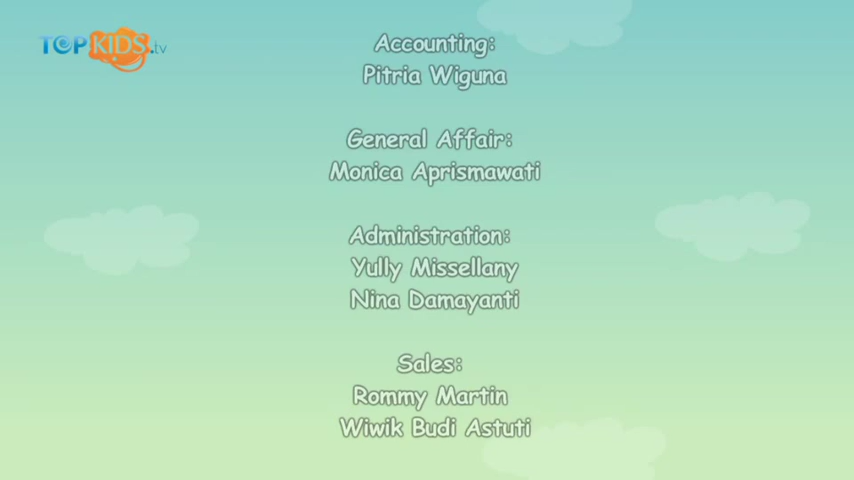 TOPKIDS.tv
Accounting:
Pitria Wiguna
General Affair:
Monica Aprismawati
Administration:
Yully Missellany
Nina Damayanti
Sales:
Rommy Martin
Wiwik Budi Astuti